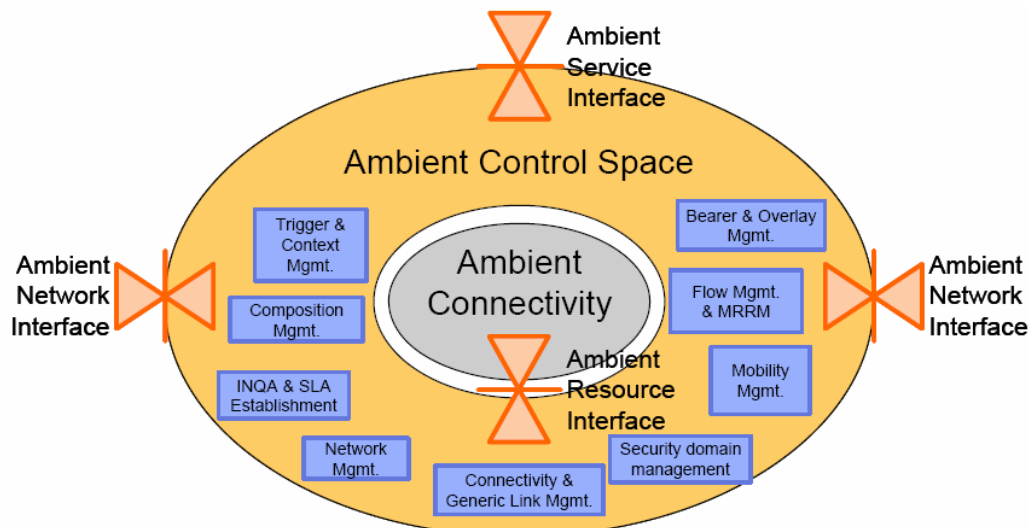 Ambient
Service
Interface
Ambient Control Space
Trigger &
Context
Mgmt.
Bearer & Overlay
Mgmt.
Ambient
Network
Interface
Ambient
Connectivity
Composition
Mgmt.
Flow Mgmt.
& MRRM
Ambient
Network
Interface
Ambient
Resource
Interface
Mobility
Mgmt.
INQA & SLA
Establishment
Network
Mgmt.
Connectivity &
Generic Link Mgmt.
Security domain
management